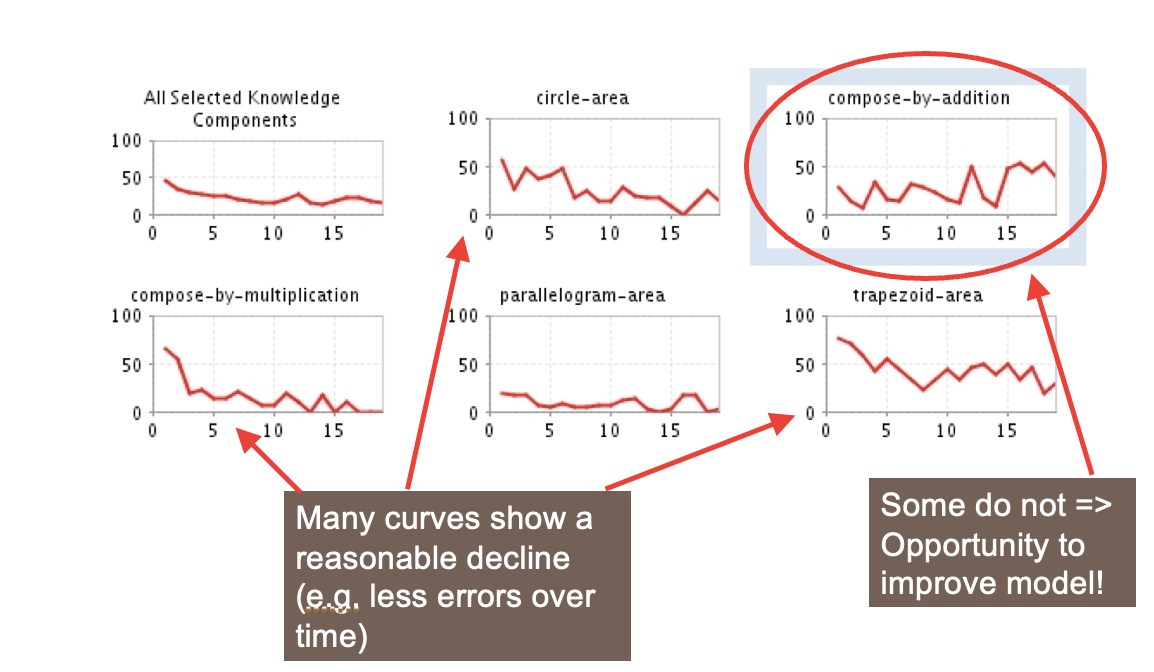 All Selected Knowledge
Components
100
50
0
0 5 10 15
circle-area
100
50
0
0 5 10 15
compose-by-addition
100
50
0
0 5 10 15
compose-by-multiplication
100
50
0
0 5 10 15
parallelogram-area
100
50
0
0 5 10 15
trapezoid-area
100
50
0
0 5 10 15
Many curves show a
reasonable decline
(e.g. less errors over
time)
Some do not =>
Opportunity to
improve model!